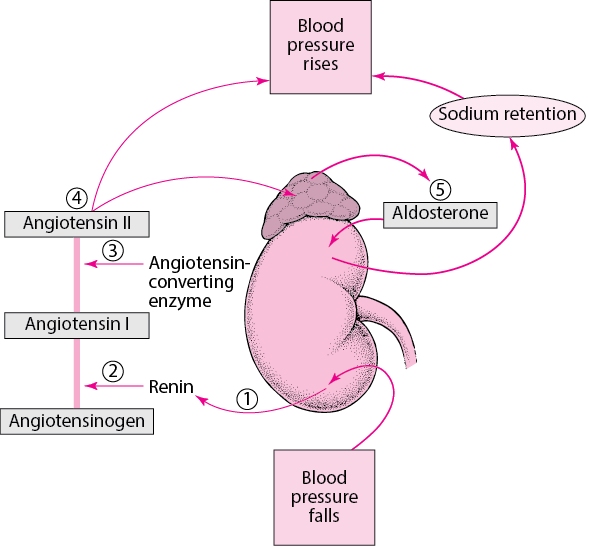 Blood
pressure
rises
Sodium retention
④
Angiotensin II
⑤
Aldosterone
③
Angiotensin-
converting
enzyme
Angiotensin I
②
Renin
①
Angiotensinogen
Blood
pressure
falls